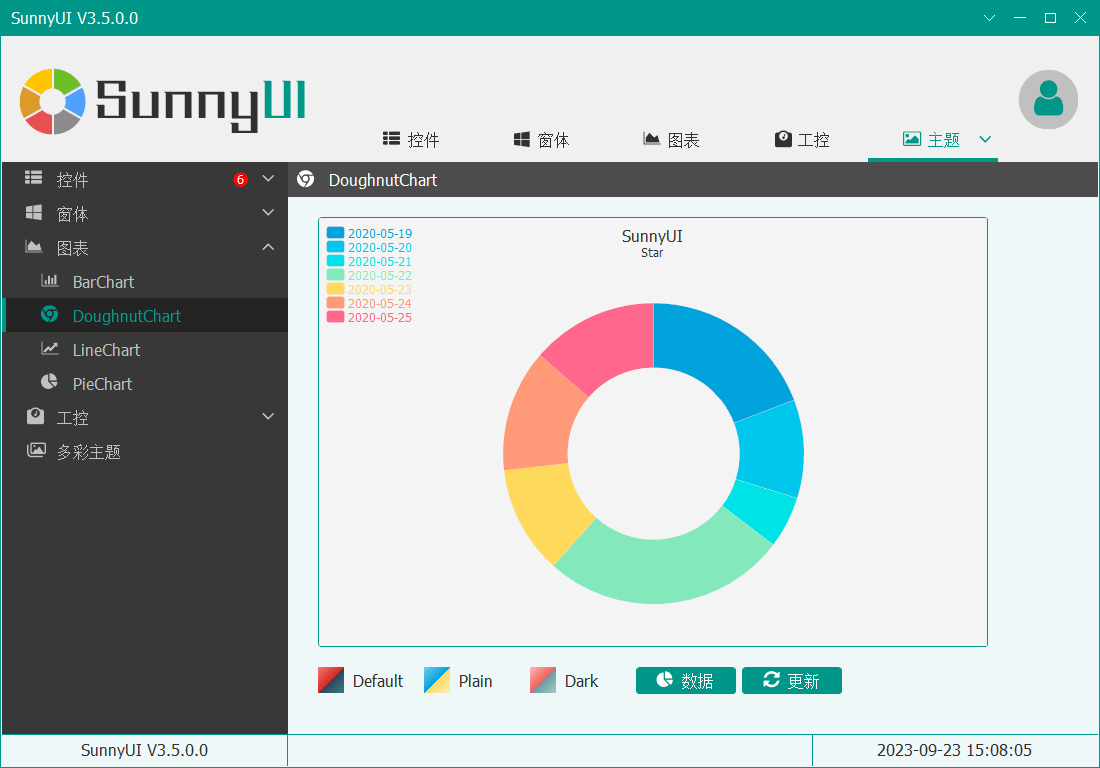 SunnyUI V3.5.0.0
SunnyUI
控件 窗体 图表 工控 主题
控件 6
窗体
图表
BarChart
DoughnutChart
LineChart
PieChart
工控
多彩主题
DoughnutChart
2020-05-19
2020-05-20
2020-05-21
2020-05-22
2020-05-23
2020-05-24
2020-05-25
SunnyUI
Star
Default Plain Dark 数据 更新
SunnyUI V3.5.0.0 2023-09-23 15:08:05